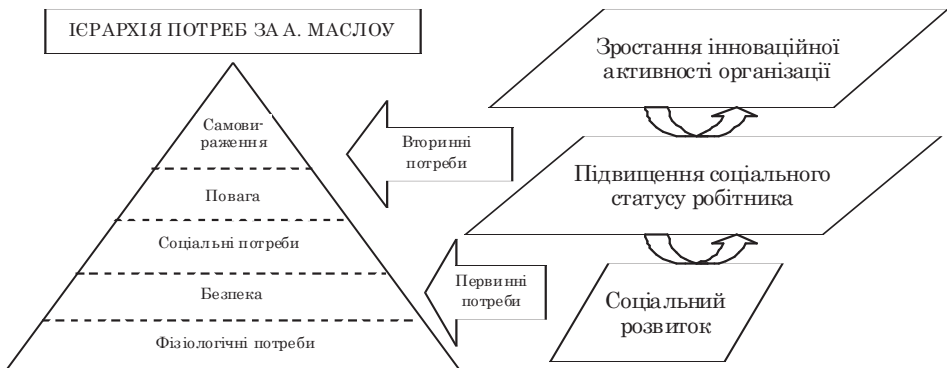 ІЄРАРХІЯ ПОТРЕБ ЗА А. МАСЛОУ
Самови-
раження
Повага
Соціальні потреби
Безпека
Фізіологічні потреби
Вторинні
потреби
Первинні
потреби
Зростання інноваційної
активності організації
Підвищення соціального
статусу робітника
Соціальний
розвиток